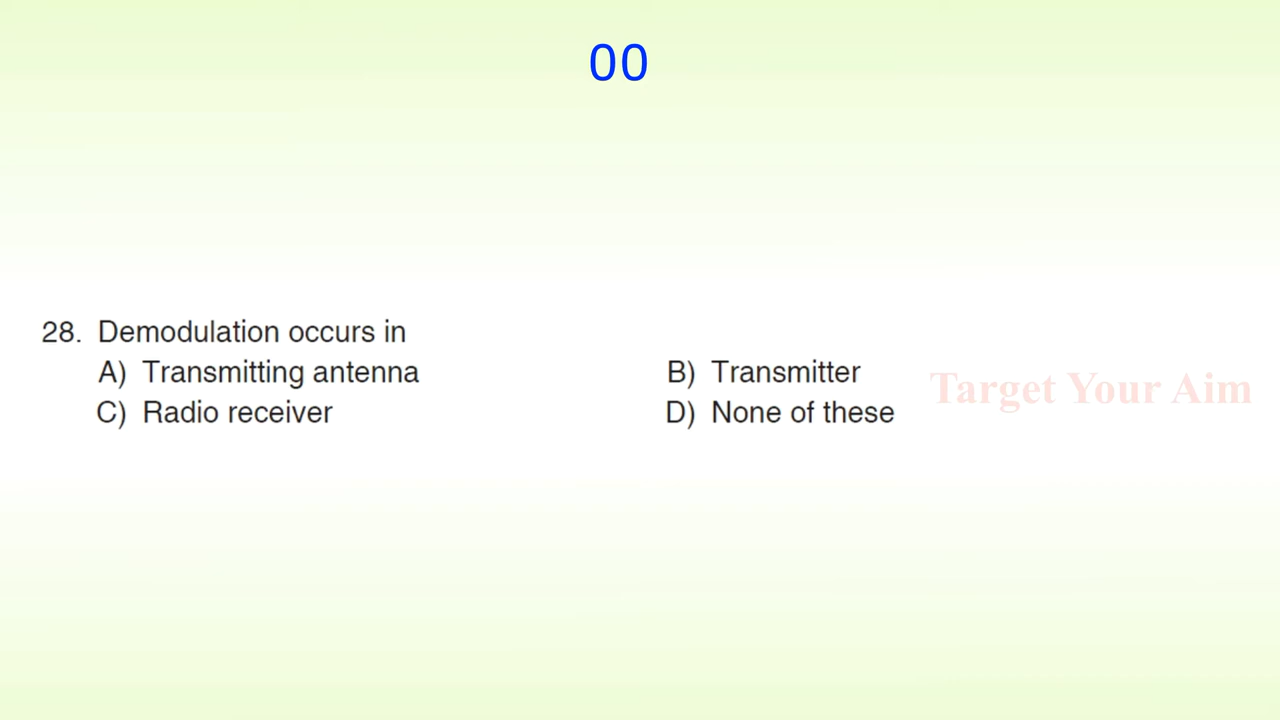 00
28. Demodulation occurs in
A) Transmitting antenna B) Transmitter
Target Your Aim
C) Radio receiver D) None of these